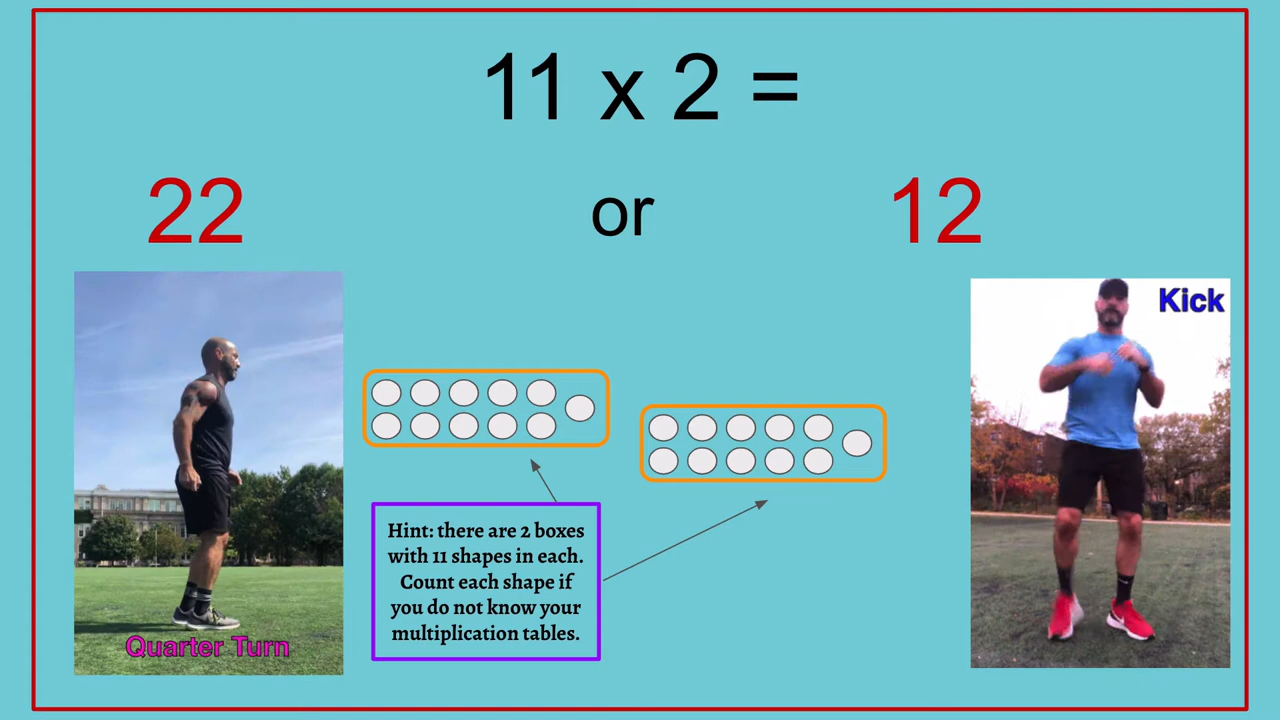 11 x 2 =
22 or 12
Kick
Hint: there are 2 boxes
with 11 shapes in each.
Count each shape if
you do not know your
multiplication tables.
Quarter Turn